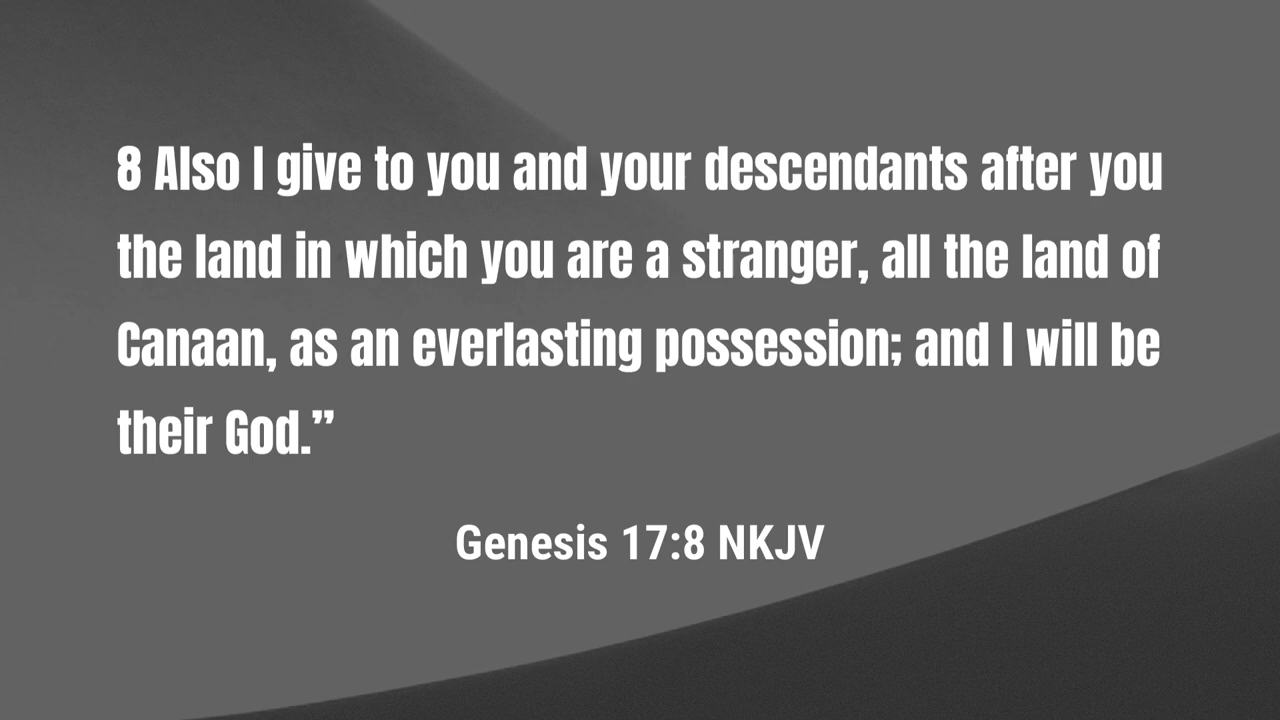 8 Also I give to you and your descendants after you
the land in which you are a stranger, all the land of
Canaan, as an everlasting possession; and I will be
their God.”
Genesis 17:8 NKJV